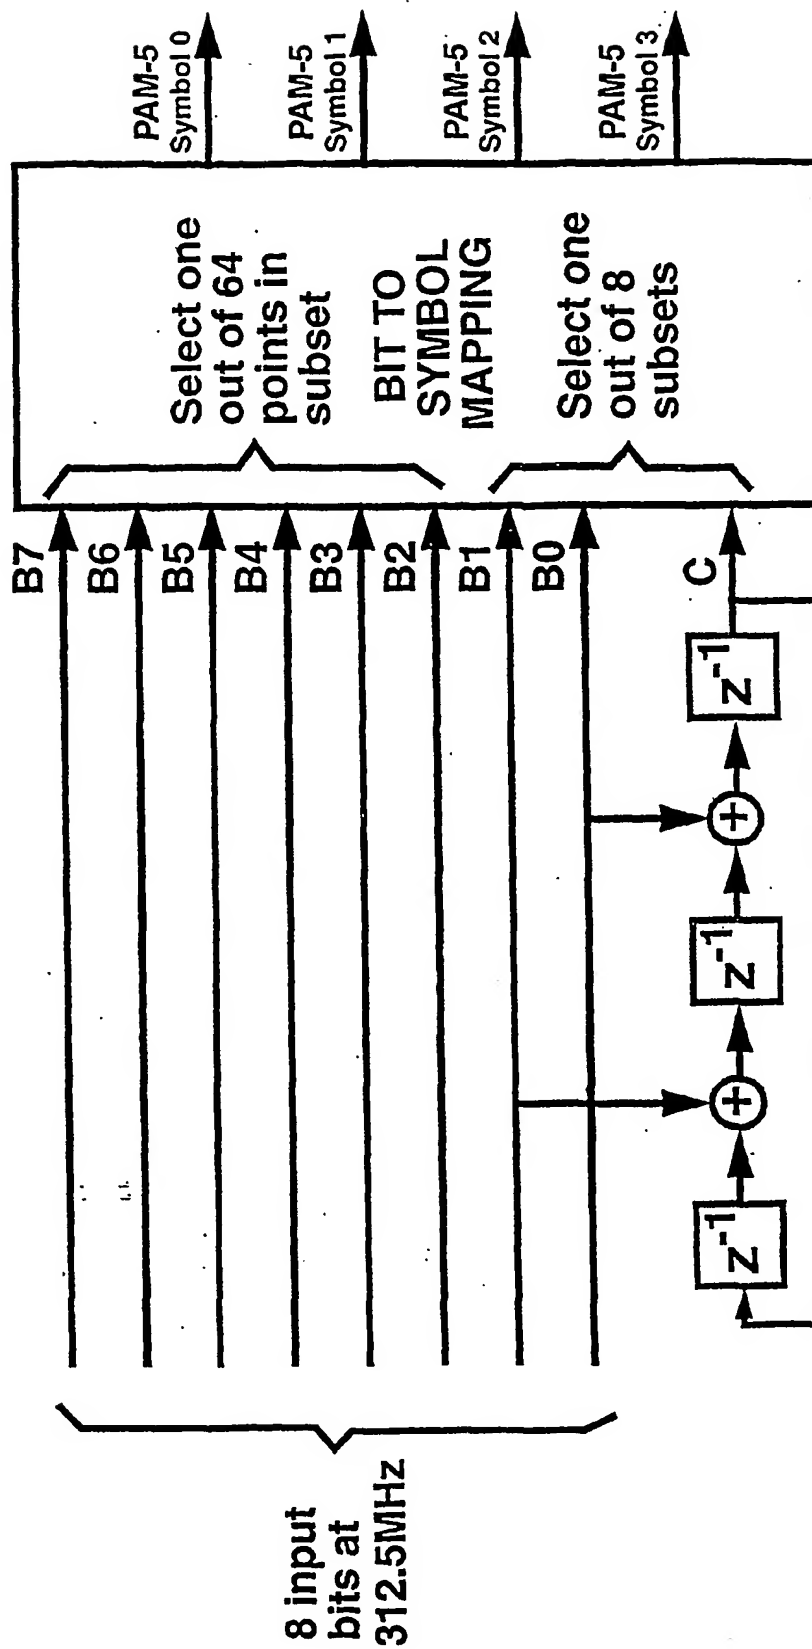 8 input
bits at
312.5MHz
B7
B6
B5
B4
B3
B2
B1
B0
C
z-1
+
z-1
+
z-1
Select one
out of 64
points in
subset
BIT TO
SYMBOL
MAPPING
Select one
out of 8
subsets
PAM-5
Symbol 0
PAM-5
Symbol 1
PAM-5
Symbol 2
PAM-5
Symbol 3